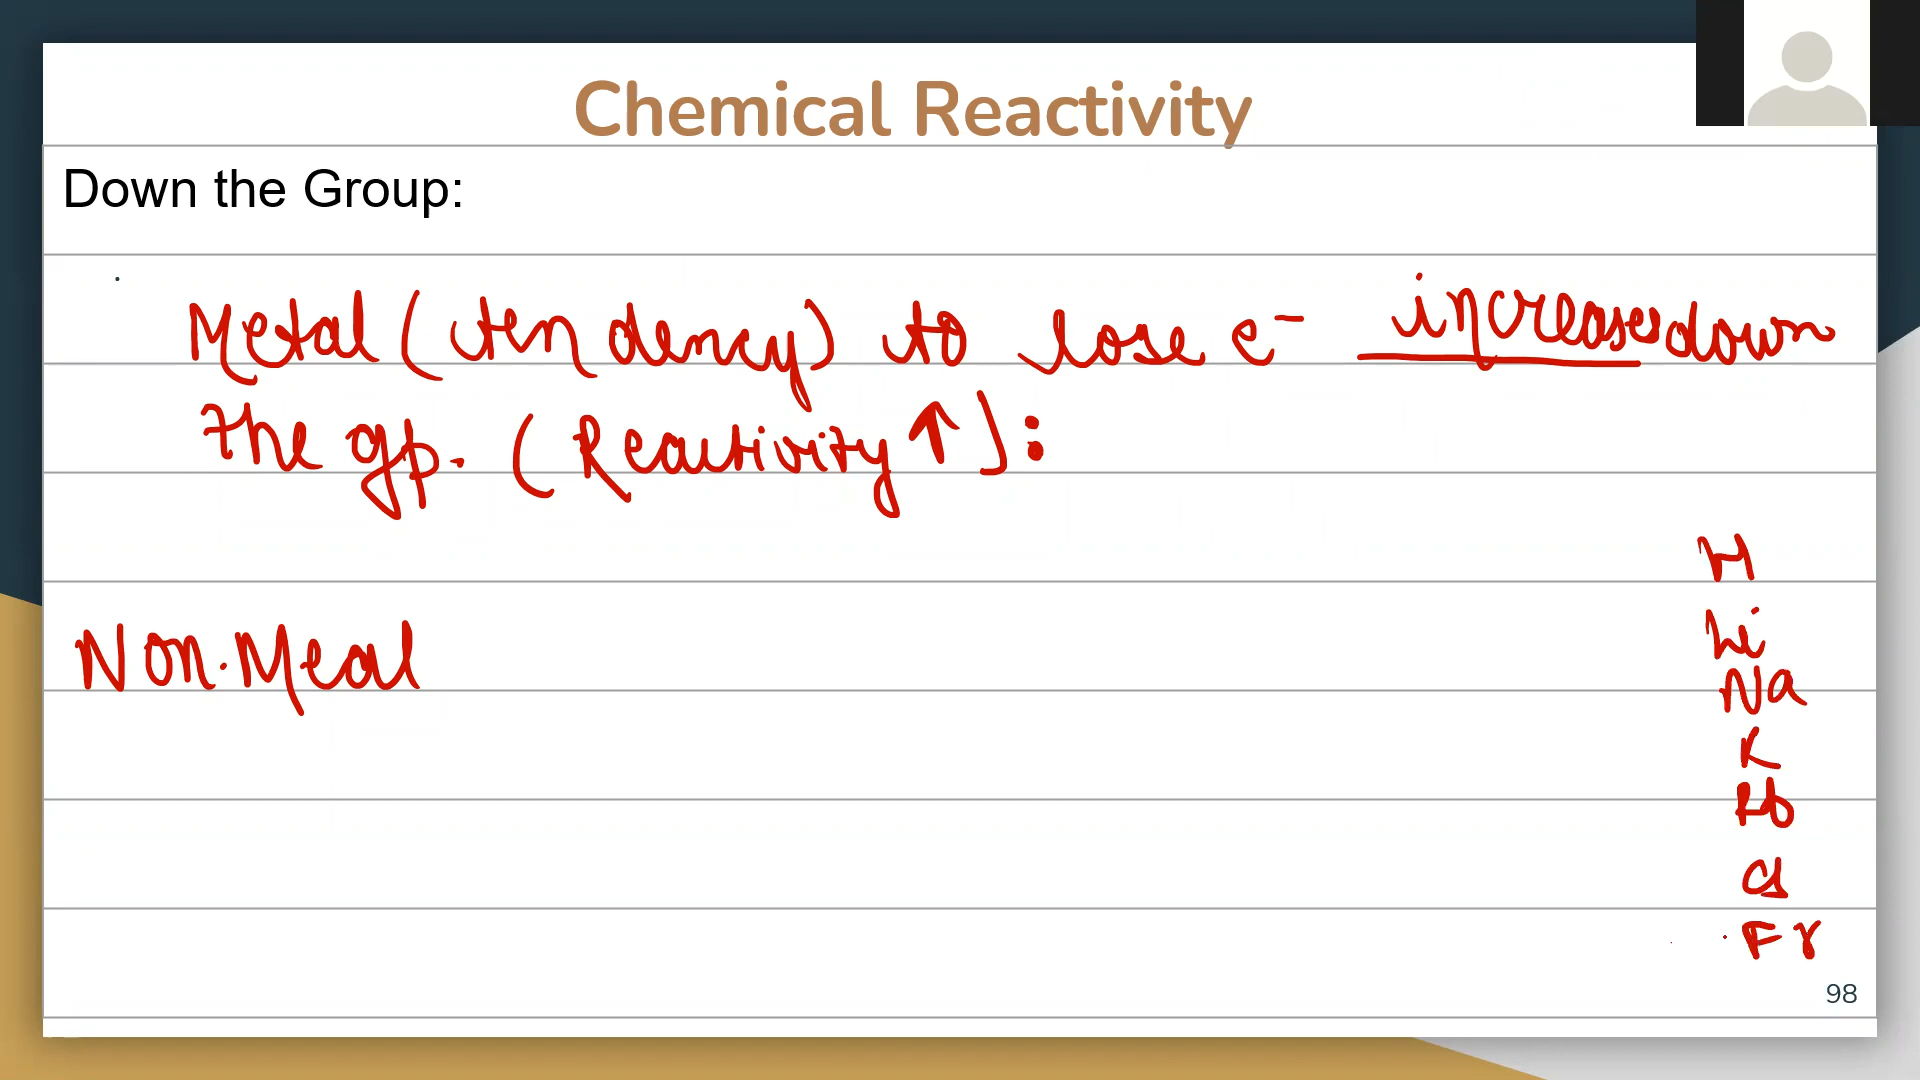 Chemical Reactivity
Down the Group:
Metal (tendency) to lose e⁻ increases down
the gp. (Reactivity ↑):
H
Li
Non-Meal
Na
K
Rb
Cs
Fr
98